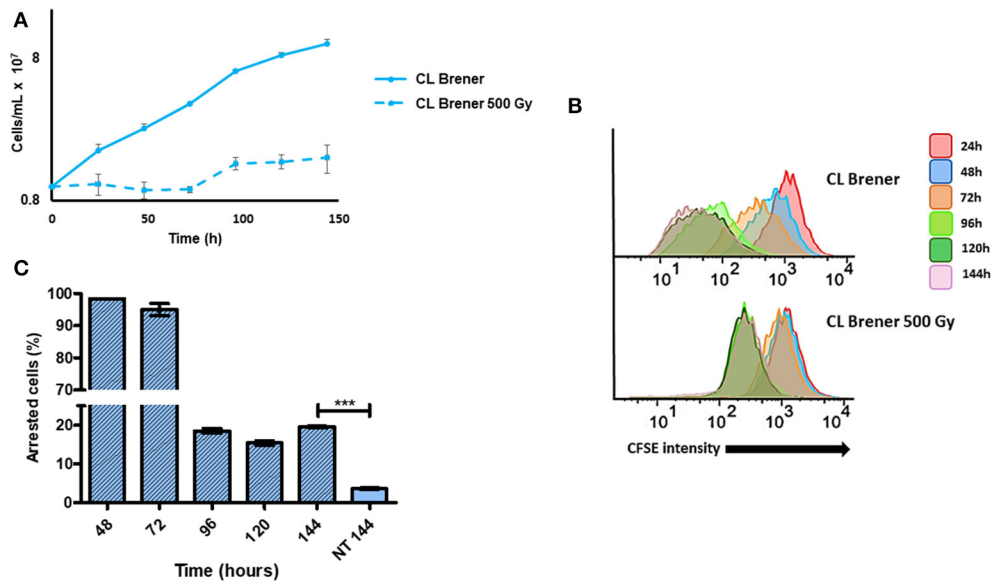 A
Cells/mL x 10⁷
8
0.8
0
50
100
150
Time (h)
CL Brener
CL Brener 500 Gy
B
CL Brener
10¹
10²
10³
10⁴
CL Brener 500 Gy
10¹
10²
10³
10⁴
CFSE intensity
24h
48h
72h
96h
120h
144h
C
Arrested cells (%)
100
90
80
70
20
10
0
***
48
72
96
120
144
NT 144
Time (hours)